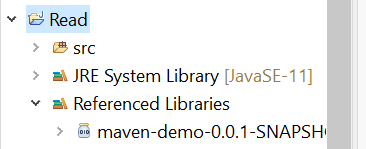 Read
src
JRE System Library [JavaSE-11]
Referenced Libraries
maven-demo-0.0.1-SNAPSH